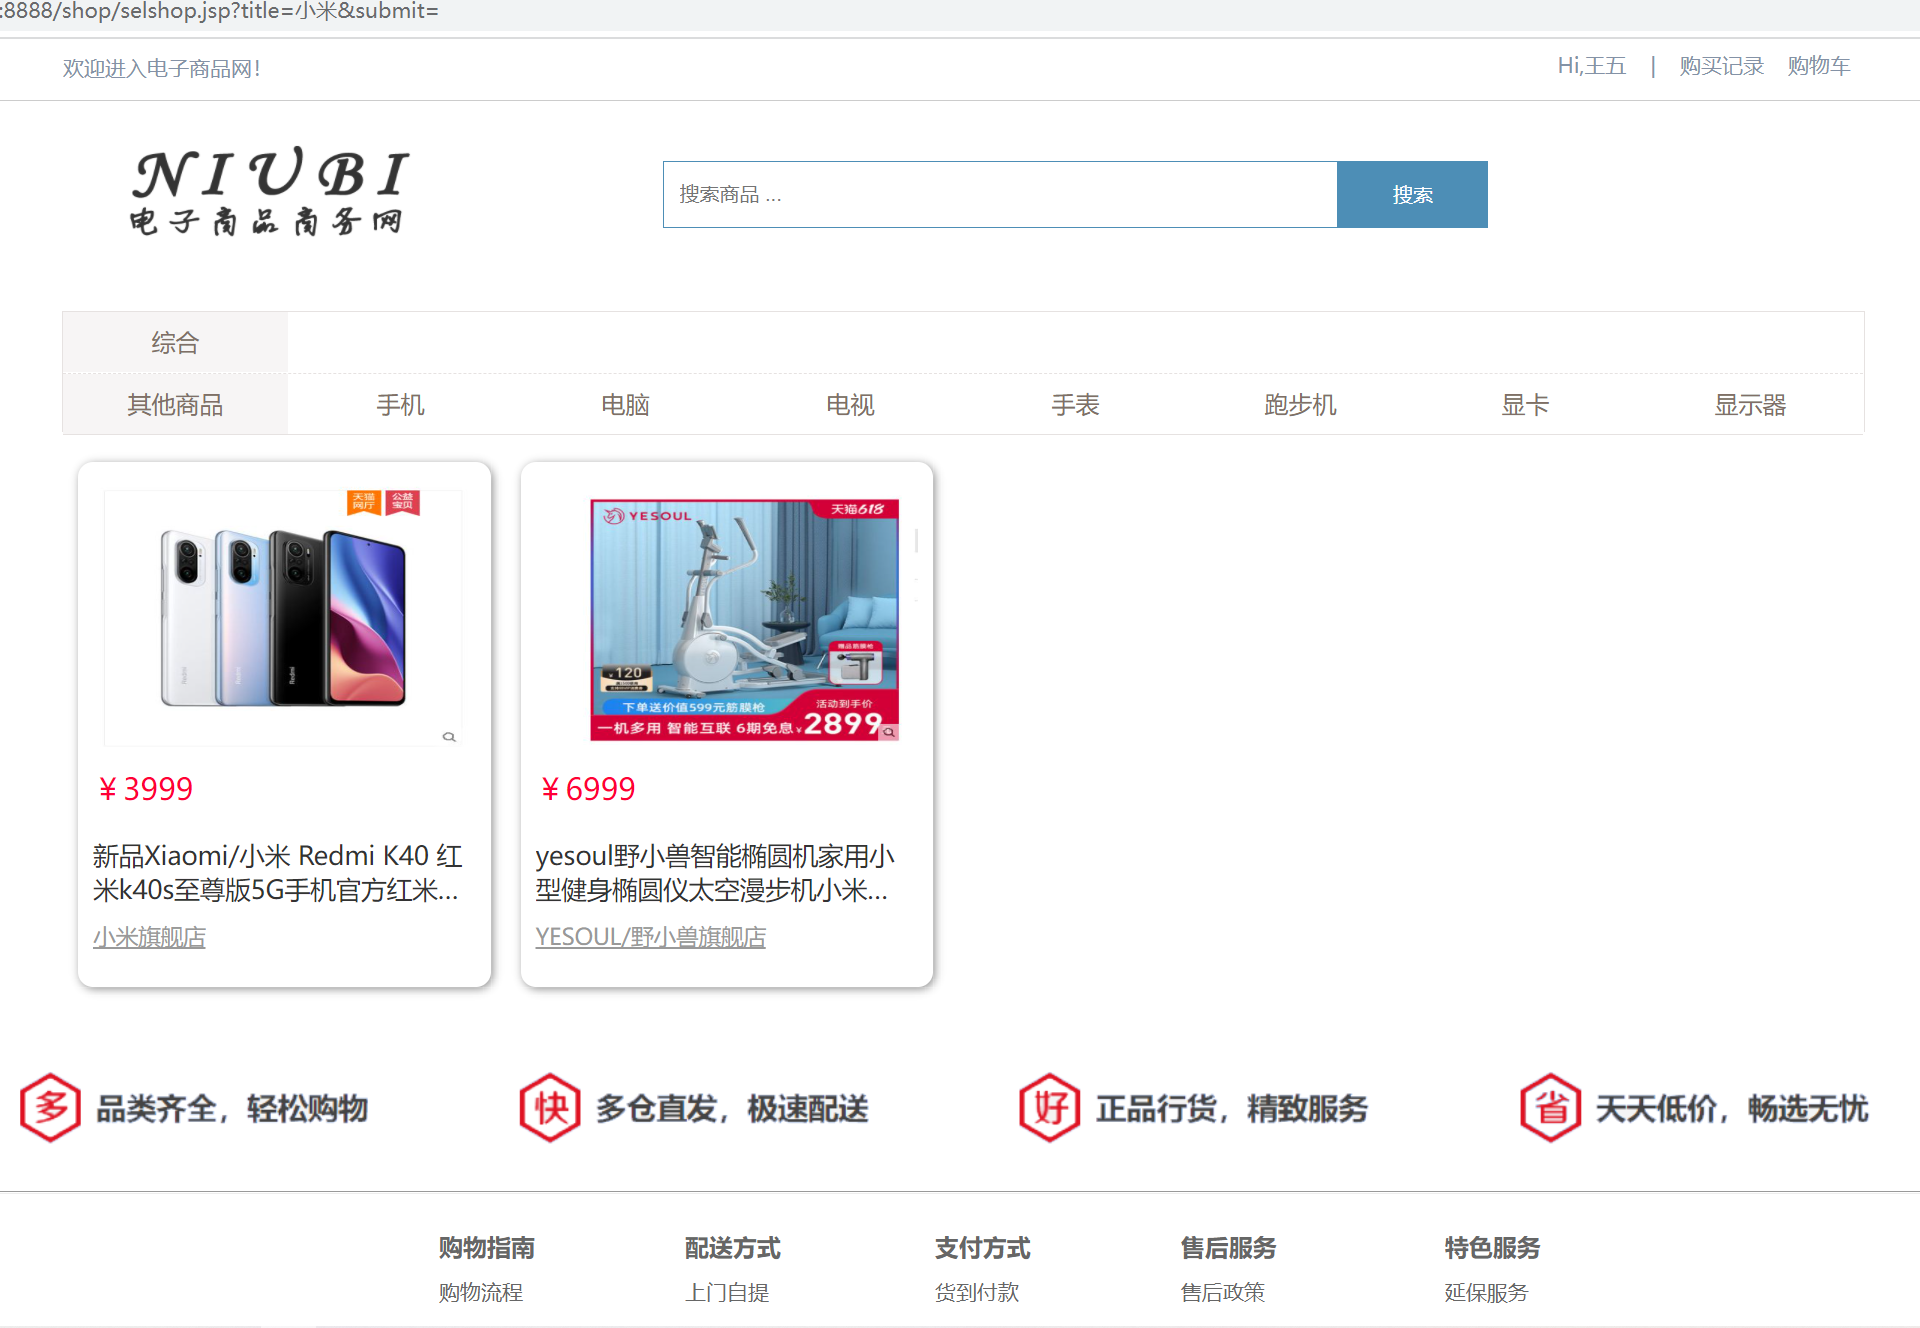 :8888/shop/selshop.jsp?title=小米&submit=
欢迎进入电子商品网!
Hi,王五 | 购买记录 购物车
NIUBI
电子商品商务网
搜索商品 ...
搜索
综合
其他商品 手机 电脑 电视 手表 跑步机 显卡 显示器
天猫
网厅
公益
宝贝
Redmi
Redmi
Redmi
¥ 3999
新品Xiaomi/小米 Redmi K40 红
米k40s至尊版5G手机官方红米...
小米旗舰店
YESOUL
天猫618
赠品筋膜枪
¥120
下单送价值599元筋膜枪
活动到手价
一机多用 智能互联 6期免息 ¥2899
¥ 6999
yesoul野小兽智能椭圆机家用小
型健身椭圆仪太空漫步机小米...
YESOUL/野小兽旗舰店
多 品类齐全，轻松购物
快 多仓直发，极速配送
好 正品行货，精致服务
省 天天低价，畅选无忧
购物指南 配送方式 支付方式 售后服务 特色服务
购物流程 上门自提 货到付款 售后政策 延保服务